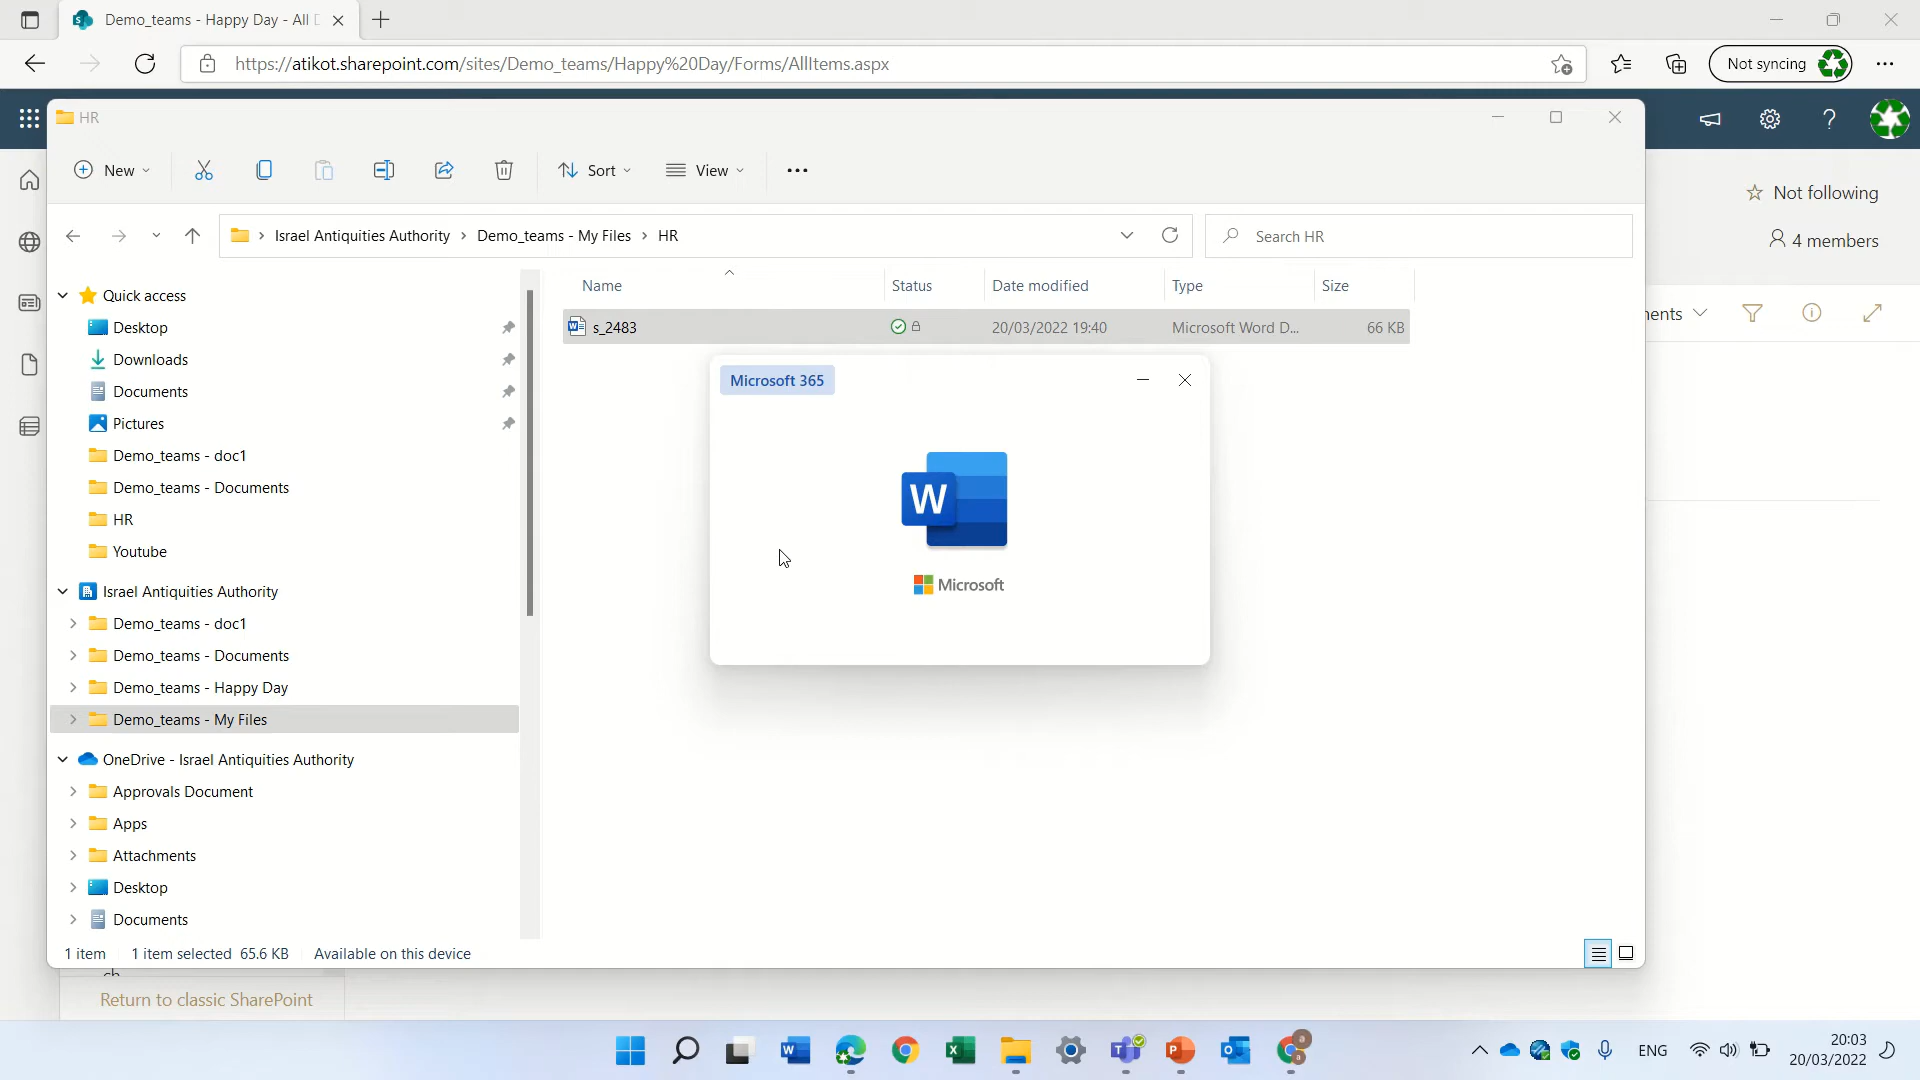 Demo_teams - Happy Day - All
https://atikot.sharepoint.com/sites/Demo_teams/Happy%20Day/Forms/AllItems.aspx
Not syncing
HR
New
Sort
View
Israel Antiquities Authority
Demo_teams - My Files
HR
Search HR
Not following
4 members
Name
Status
Date modified
Type
Size
s_2483
20/03/2022 19:40
Microsoft Word D...
66 KB
Microsoft 365
W
Microsoft
Quick access
Desktop
Downloads
Documents
Pictures
Demo_teams - doc1
Demo_teams - Documents
HR
Youtube
Israel Antiquities Authority
Demo_teams - doc1
Demo_teams - Documents
Demo_teams - Happy Day
Demo_teams - My Files
OneDrive - Israel Antiquities Authority
Approvals Document
Apps
Attachments
Desktop
Documents
1 item
1 item selected 65.6 KB
Available on this device
Return to classic SharePoint
ENG
20:03
20/03/2022